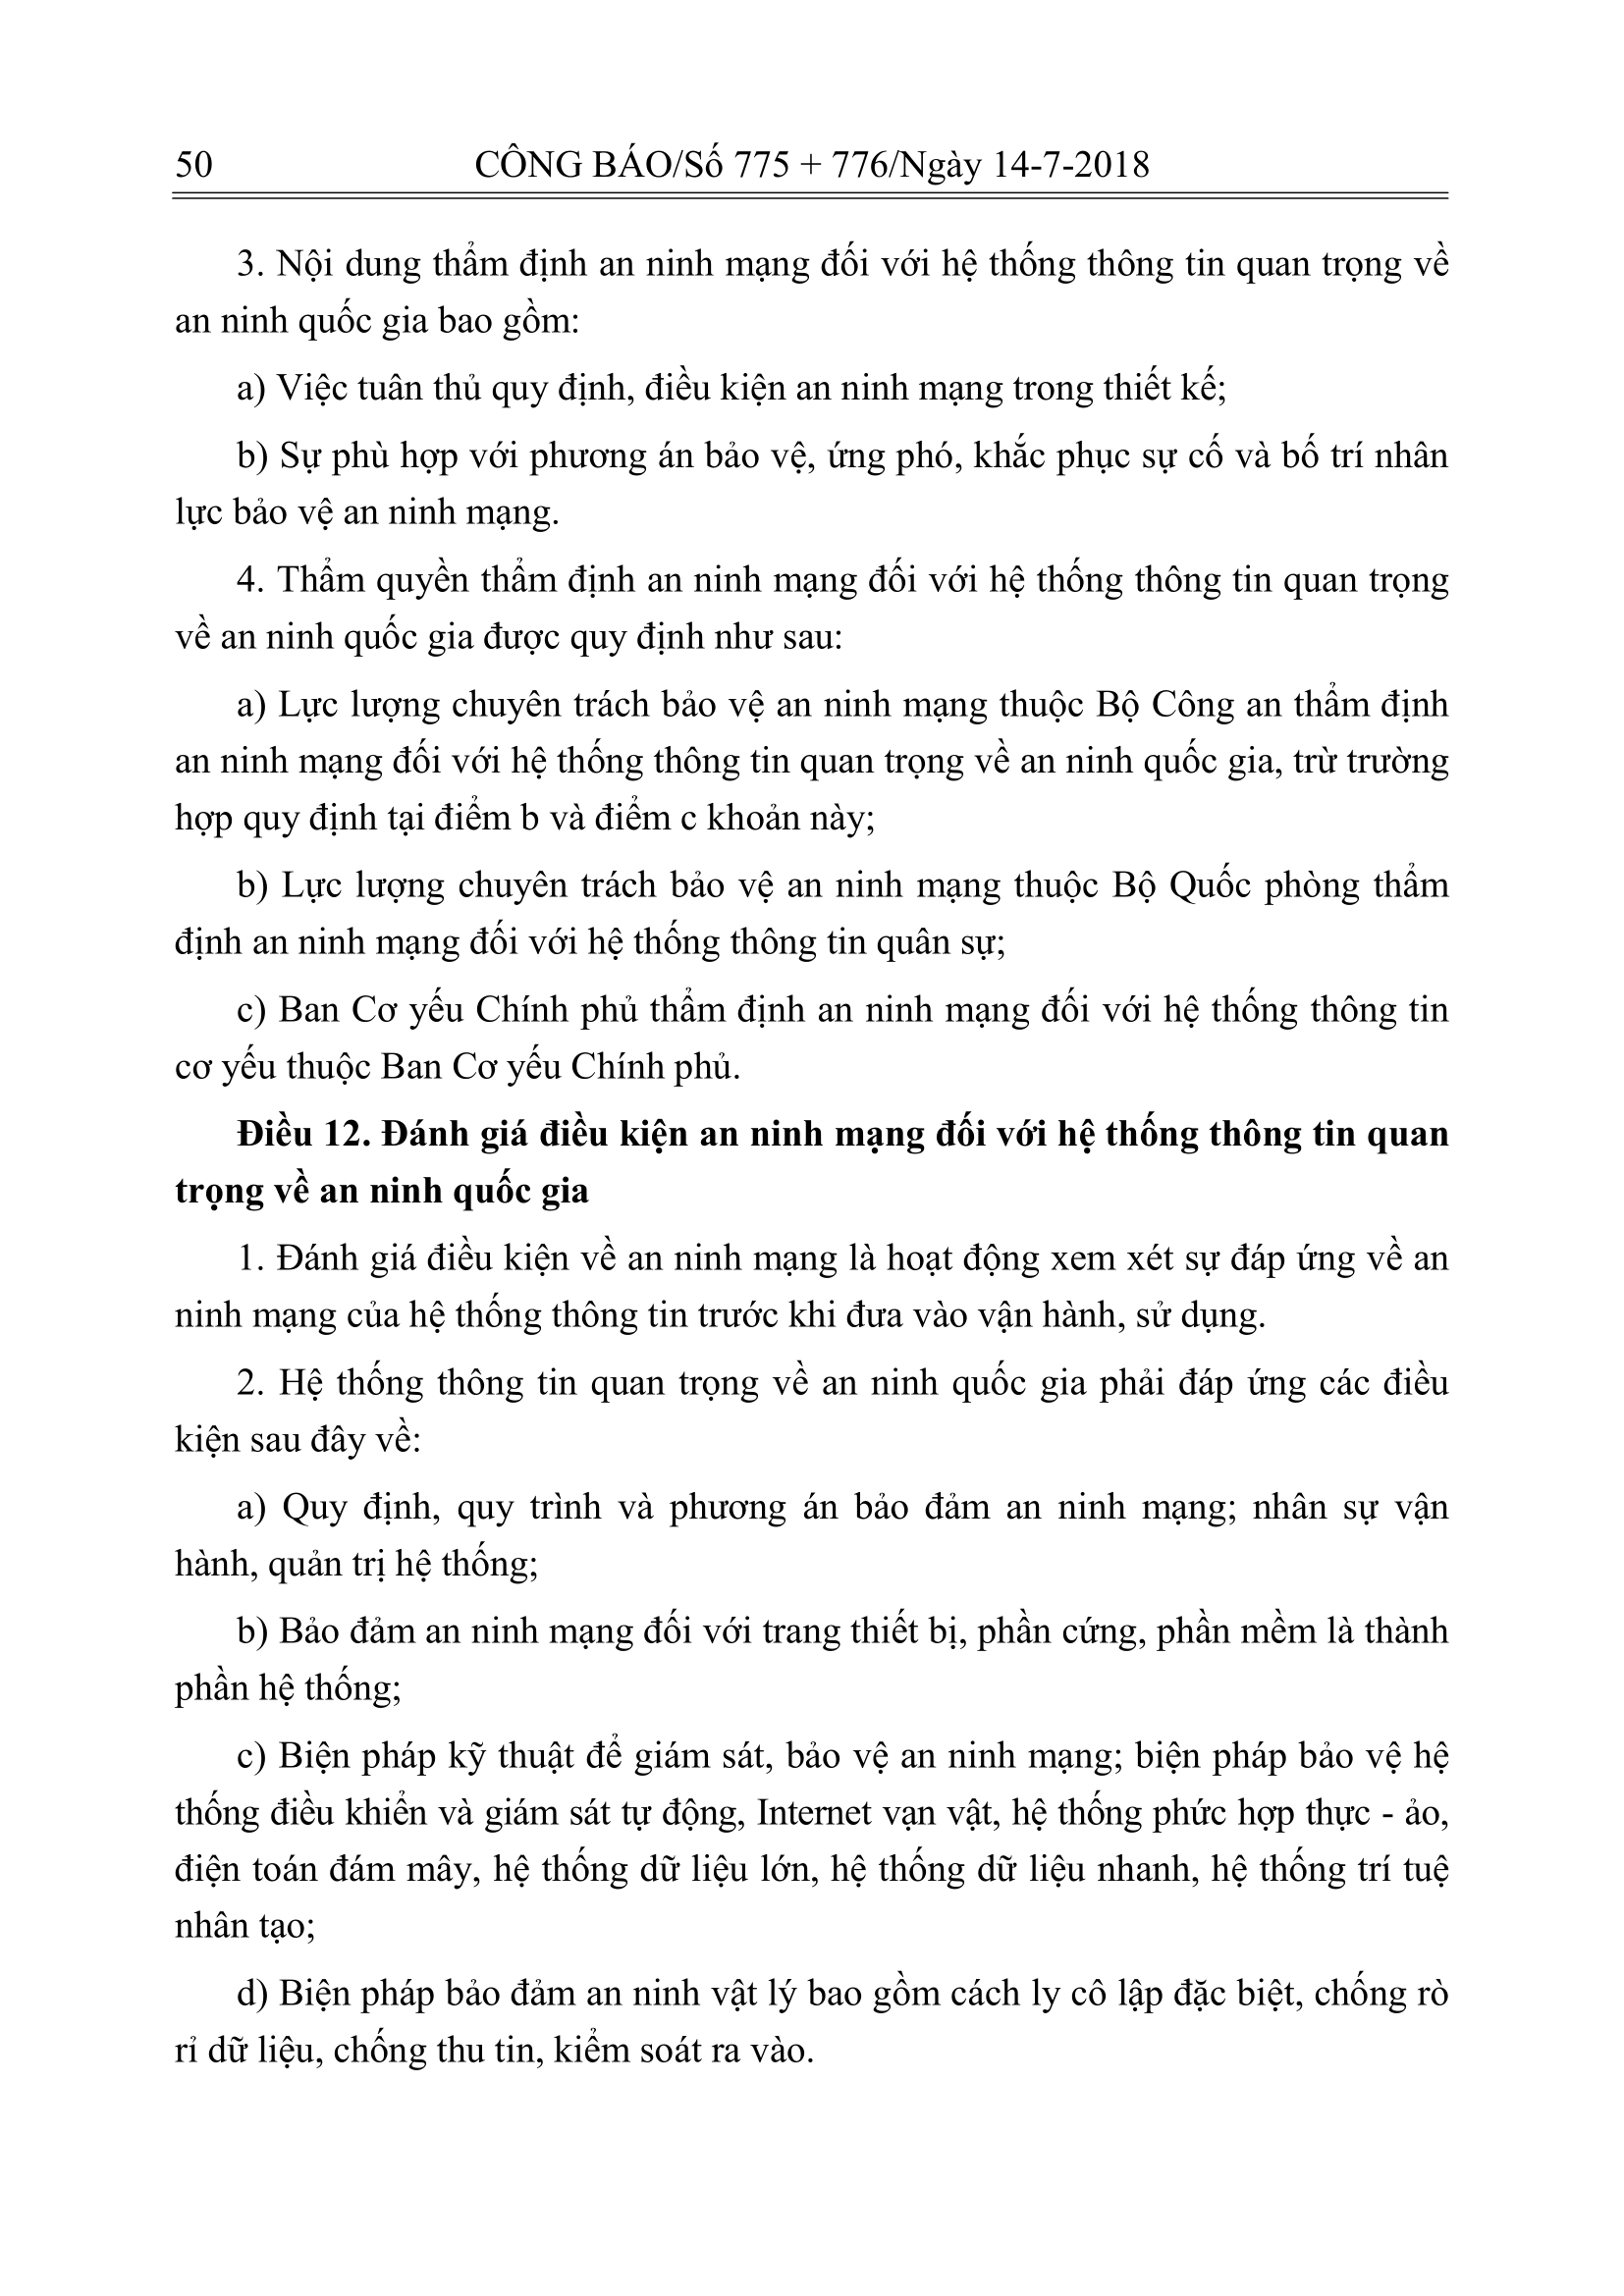 50 CÔNG BÁO/Số 775 + 776/Ngày 14-7-2018
3. Nội dung thẩm định an ninh mạng đối với hệ thống thông tin quan trọng về
an ninh quốc gia bao gồm:
a) Việc tuân thủ quy định, điều kiện an ninh mạng trong thiết kế;
b) Sự phù hợp với phương án bảo vệ, ứng phó, khắc phục sự cố và bố trí nhân
lực bảo vệ an ninh mạng.
4. Thẩm quyền thẩm định an ninh mạng đối với hệ thống thông tin quan trọng
về an ninh quốc gia được quy định như sau:
a) Lực lượng chuyên trách bảo vệ an ninh mạng thuộc Bộ Công an thẩm định
an ninh mạng đối với hệ thống thông tin quan trọng về an ninh quốc gia, trừ trường
hợp quy định tại điểm b và điểm c khoản này;
b) Lực lượng chuyên trách bảo vệ an ninh mạng thuộc Bộ Quốc phòng thẩm
định an ninh mạng đối với hệ thống thông tin quân sự;
c) Ban Cơ yếu Chính phủ thẩm định an ninh mạng đối với hệ thống thông tin
cơ yếu thuộc Ban Cơ yếu Chính phủ.
Điều 12. Đánh giá điều kiện an ninh mạng đối với hệ thống thông tin quan
trọng về an ninh quốc gia
1. Đánh giá điều kiện về an ninh mạng là hoạt động xem xét sự đáp ứng về an
ninh mạng của hệ thống thông tin trước khi đưa vào vận hành, sử dụng.
2. Hệ thống thông tin quan trọng về an ninh quốc gia phải đáp ứng các điều
kiện sau đây về:
a) Quy định, quy trình và phương án bảo đảm an ninh mạng; nhân sự vận
hành, quản trị hệ thống;
b) Bảo đảm an ninh mạng đối với trang thiết bị, phần cứng, phần mềm là thành
phần hệ thống;
c) Biện pháp kỹ thuật để giám sát, bảo vệ an ninh mạng; biện pháp bảo vệ hệ
thống điều khiển và giám sát tự động, Internet vạn vật, hệ thống phức hợp thực - ảo,
điện toán đám mây, hệ thống dữ liệu lớn, hệ thống dữ liệu nhanh, hệ thống trí tuệ
nhân tạo;
d) Biện pháp bảo đảm an ninh vật lý bao gồm cách ly cô lập đặc biệt, chống rò
rỉ dữ liệu, chống thu tin, kiểm soát ra vào.